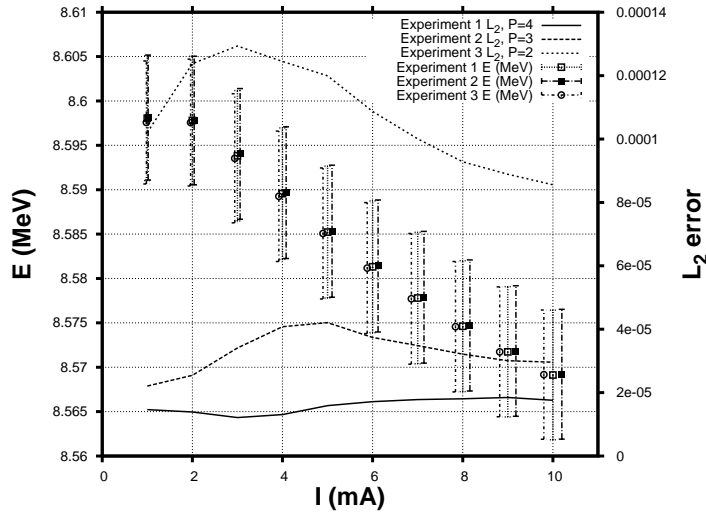 Experiment 1 L2, P=4
Experiment 2 L2, P=3
Experiment 3 L2, P=2
Experiment 1 E (MeV)
Experiment 2 E (MeV)
Experiment 3 E (MeV)
8.61
8.605
8.6
8.595
8.59
8.585
8.58
8.575
8.57
8.565
8.56
E (MeV)
0.00014
0.00012
0.0001
8e-05
6e-05
4e-05
2e-05
0
L2 error
0
2
4
6
8
10
I (mA)